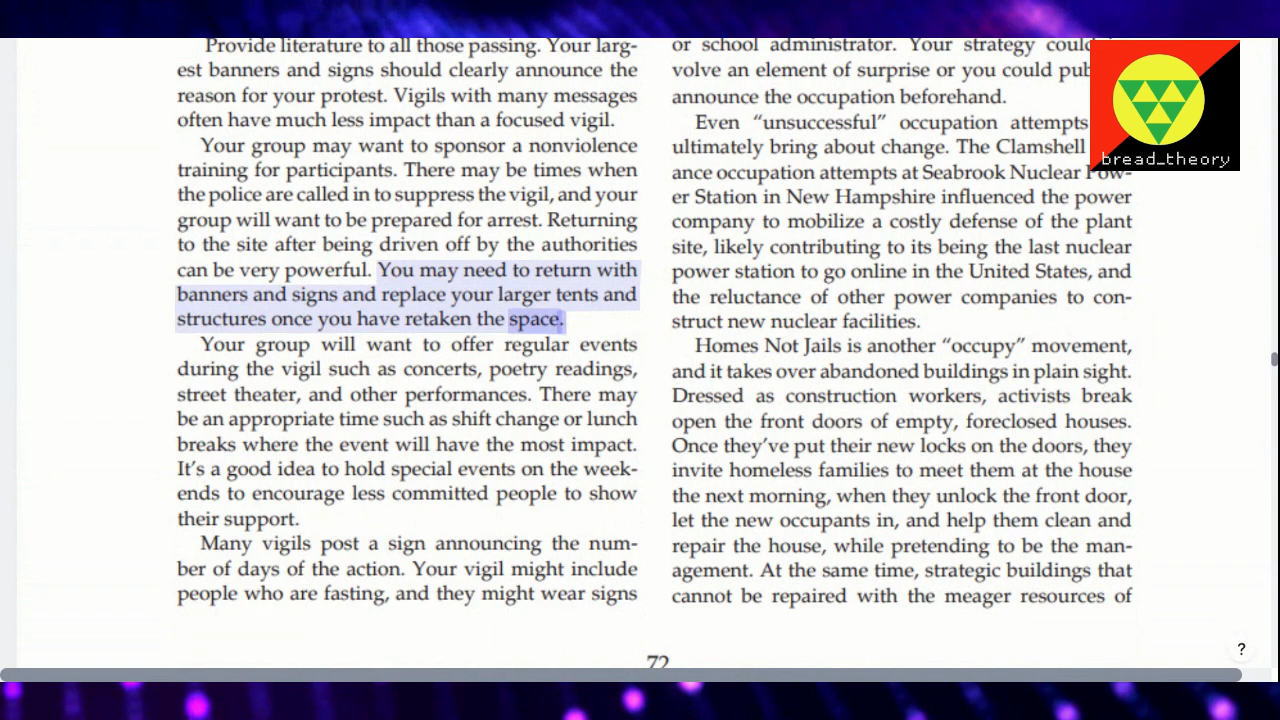 Provide literature to all those passing. Your larg-
est banners and signs should clearly announce the
reason for your protest. Vigils with many messages
often have much less impact than a focused vigil.
Your group may want to sponsor a nonviolence
training for participants. There may be times when
the police are called in to suppress the vigil, and your
group will want to be prepared for arrest. Returning
to the site after being driven off by the authorities
can be very powerful. You may need to return with
banners and signs and replace your larger tents and
structures once you have retaken the space.
Your group will want to offer regular events
during the vigil such as concerts, poetry readings,
street theater, and other performances. There may
be an appropriate time such as shift change or lunch
breaks where the event will have the most impact.
It's a good idea to hold special events on the week-
ends to encourage less committed people to show
their support.
Many vigils post a sign announcing the num-
ber of days of the action. Your vigil might include
people who are fasting, and they might wear signs
or school administrator. Your strategy could
volve an element of surprise or you could
announce the occupation beforehand.
Even “unsuccessful” occupation attempts
ultimately bring about change. The Clamshell
ance occupation attempts at Seabrook Nuclear Pow-
er Station in New Hampshire influenced the power
company to mobilize a costly defense of the plant
site, likely contributing to its being the last nuclear
power station to go online in the United States, and
the reluctance of other power companies to con-
struct new nuclear facilities.
Homes Not Jails is another “occupy” movement,
and it takes over abandoned buildings in plain sight.
Dressed as construction workers, activists break
open the front doors of empty, foreclosed houses.
Once they've put their new locks on the doors, they
invite homeless families to meet them at the house
the next morning, when they unlock the front door,
let the new occupants in, and help them clean and
repair the house, while pretending to be the man-
agement. At the same time, strategic buildings that
cannot be repaired with the meager resources of
72
bread_theory
?